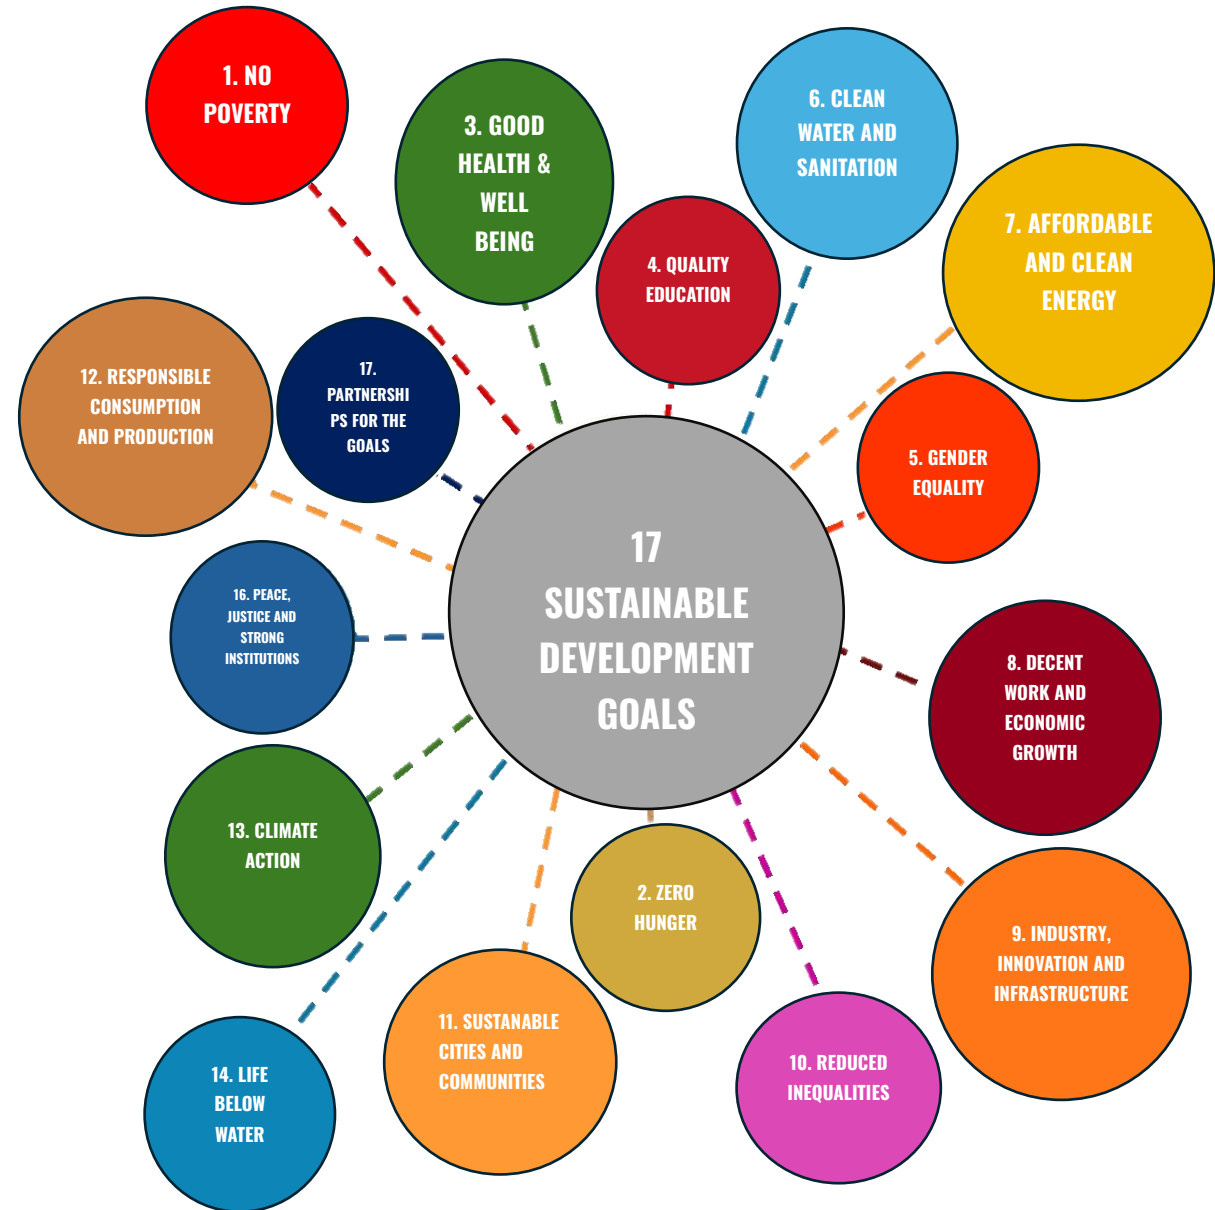 1. NO
POVERTY
3. GOOD
HEALTH &
WELL
BEING
6. CLEAN
WATER AND
SANITATION
4. QUALITY
EDUCATION
7. AFFORDABLE
AND CLEAN
ENERGY
12. RESPONSIBLE
CONSUMPTION
AND PRODUCTION
17.
PARTNERSHI
PS FOR THE
GOALS
5. GENDER
EQUALITY
17
SUSTAINABLE
DEVELOPMENT
GOALS
16. PEACE,
JUSTICE AND
STRONG
INSTITUTIONS
8. DECENT
WORK AND
ECONOMIC
GROWTH
13. CLIMATE
ACTION
2. ZERO
HUNGER
9. INDUSTRY,
INNOVATION AND
INFRASTRUCTURE
11. SUSTANABLE
CITIES AND
COMMUNITIES
10. REDUCED
INEQUALITIES
14. LIFE
BELOW
WATER